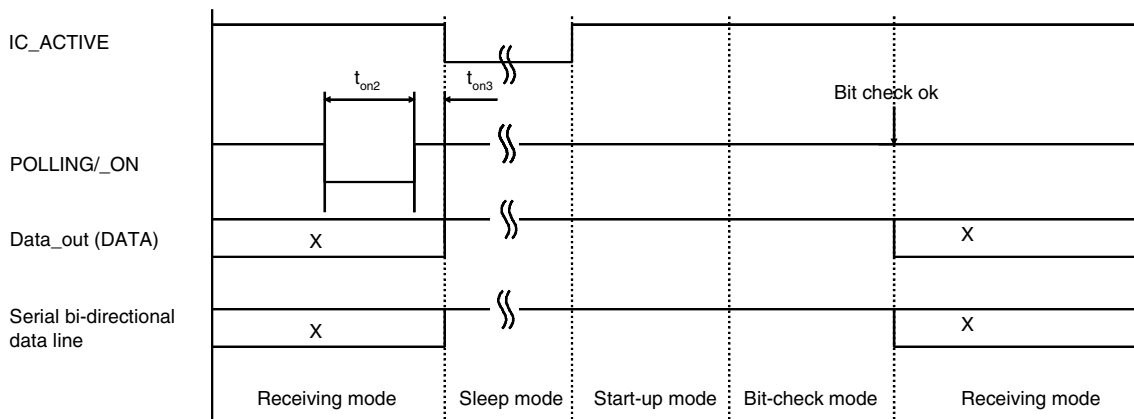 IC_ACTIVE
t_on2
t_on3
Bit check ok
POLLING/_ON
Data_out (DATA)
X
X
Serial bi-directional
data line
X
X
Receiving mode
Sleep mode
Start-up mode
Bit-check mode
Receiving mode